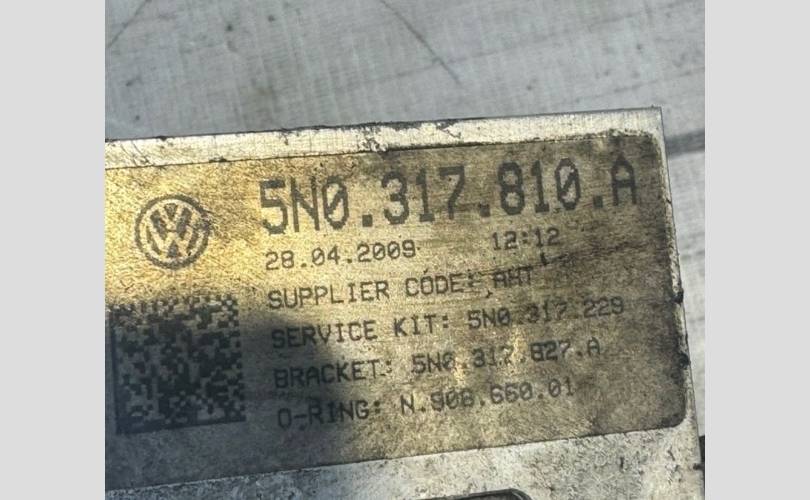 5N0.317.810.A
28.04.2009 12:12
SUPPLIER CODE: AHT
SERVICE KIT: 5N0.317.229
BRACKET: 5N0.317.827.A
O-RING: N.908.660.01